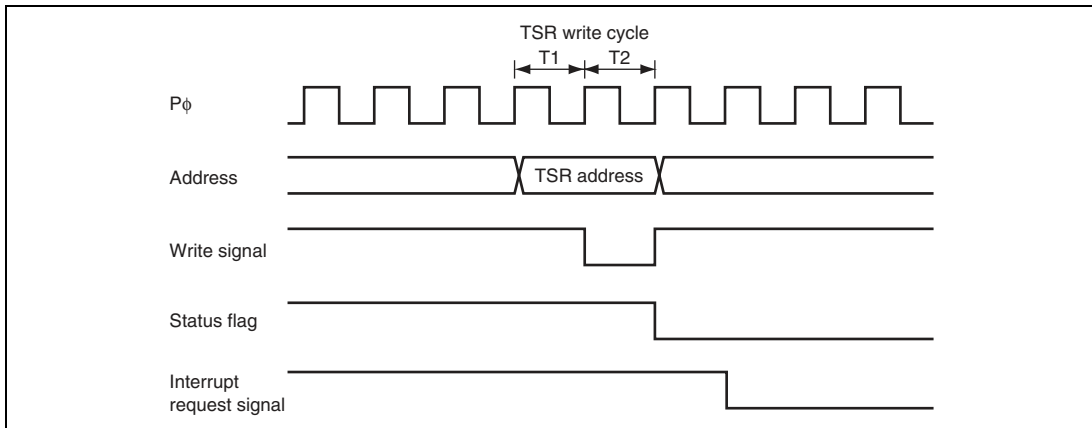 TSR write cycle
T1 T2
Pϕ
Address
TSR address
Write signal
Status flag
Interrupt
request signal